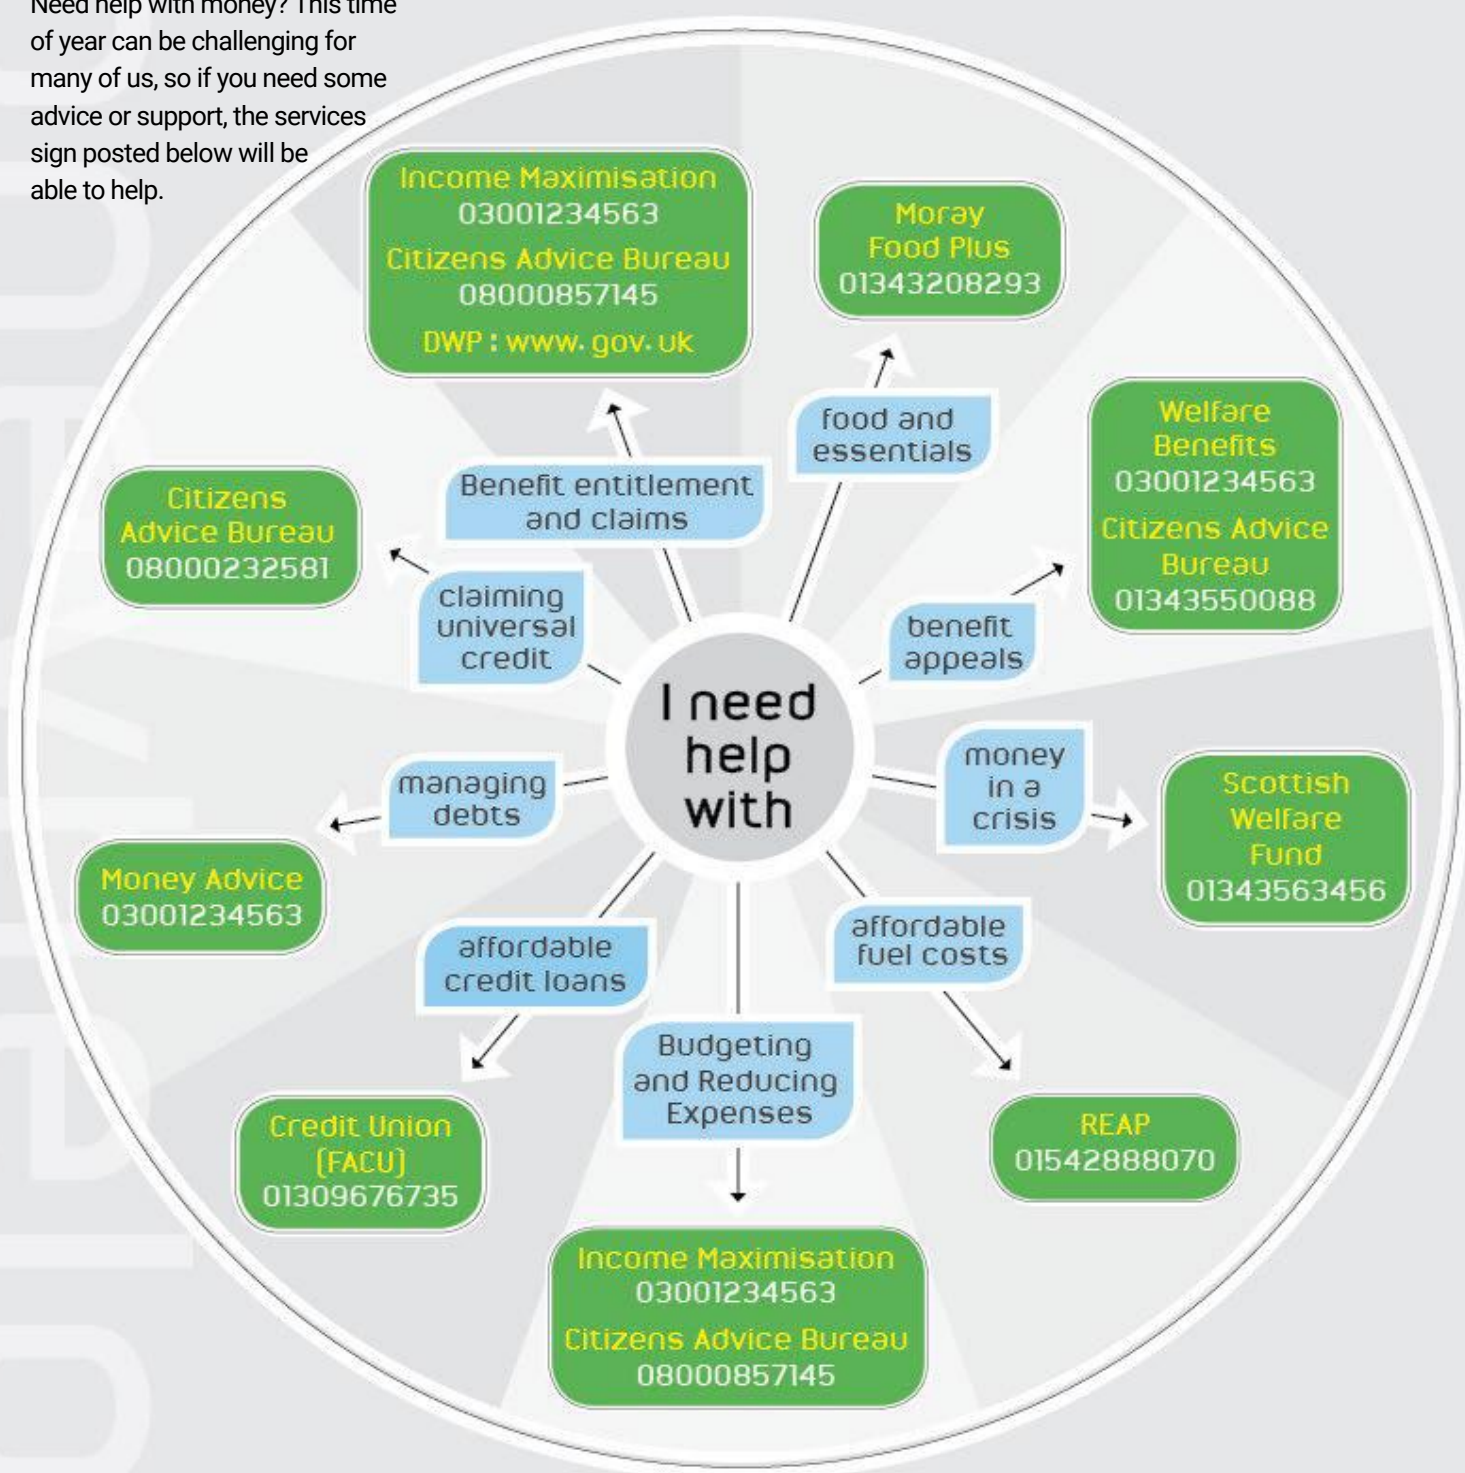 Need help with money? This time
of year can be challenging for
many of us, so if you need some
advice or support, the services
sign posted below will be
able to help.
Income Maximisation
03001234563
Citizens Advice Bureau
08000857145
DWP : www.gov.uk
Benefit entitlement
and claims
Moray
Food Plus
01343208293
food and
essentials
Welfare
Benefits
03001234563
Citizens Advice
Bureau
01343550088
benefit
appeals
Citizens
Advice Bureau
08000232581
claiming
universal
credit
I need
help
with
money
in a
crisis
Scottish
Welfare
Fund
01343563456
managing
debts
Money Advice
03001234563
affordable
credit loans
Credit Union
(FACU)
01309676735
affordable
fuel costs
REAP
01542888070
Budgeting
and Reducing
Expenses
Income Maximisation
03001234563
Citizens Advice Bureau
08000857145